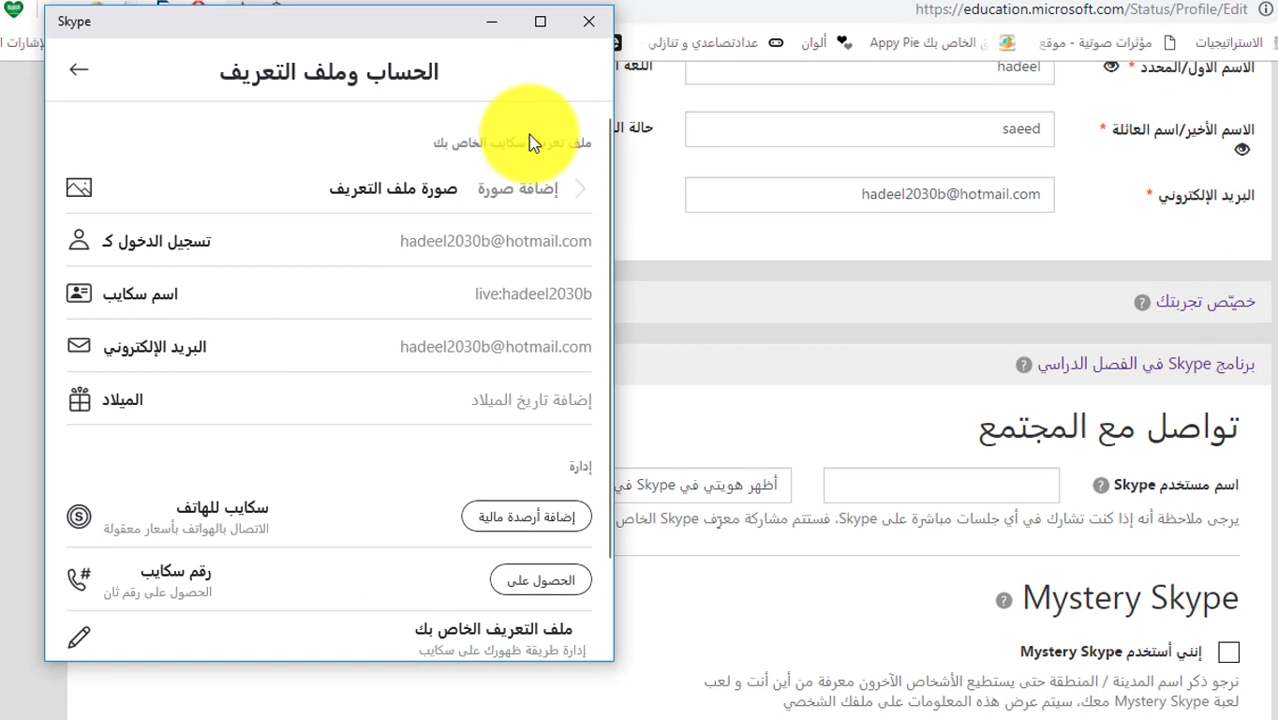 Skype
الحساب وملف التعريف
ملف تعريف سكايب الخاص بك
صورة ملف التعريف
إضافة صورة
تسجيل الدخول كـ
hadeel2030b@hotmail.com
اسم سكايب
live:hadeel2030b
البريد الإلكتروني
hadeel2030b@hotmail.com
الميلاد
إضافة تاريخ الميلاد
إدارة
سكايب للهاتف
الاتصال بالهواتف بأسعار معقولة
إضافة أرصدة مالية
رقم سكايب
الحصول على رقم ثان
الحصول على
ملف التعريف الخاص بك
إدارة طريقة ظهورك على سكايب
https://education.microsoft.com/Status/Profile/Edit
الاستراتيجيات
مؤثرات صوتية - موقع
الخاص بك Appy Pie
ألوان
عدادتصاعدي و تنازلي
الاسم الأول/المحدد *
hadeel
الاسم الأخير/اسم العائلة *
saeed
حالة
البريد الإلكتروني *
hadeel2030b@hotmail.com
خصّص تجربتك
برنامج Skype في الفصل الدراسي
تواصل مع المجتمع
اسم مستخدم Skype
أظهر هويتي في Skype في
يرجى ملاحظة أنه إذا كنت تشارك في أي جلسات مباشرة على Skype، فستتم مشاركة معرّف Skype الخاص
Mystery Skype
إنني أستخدم Mystery Skype
نرجو ذكر اسم المدينة / المنطقة حتى يستطيع الأشخاص الآخرون معرفة من أين أنت و لعب
لعبة Mystery Skype معك، سيتم عرض هذه المعلومات على ملفك الشخصي